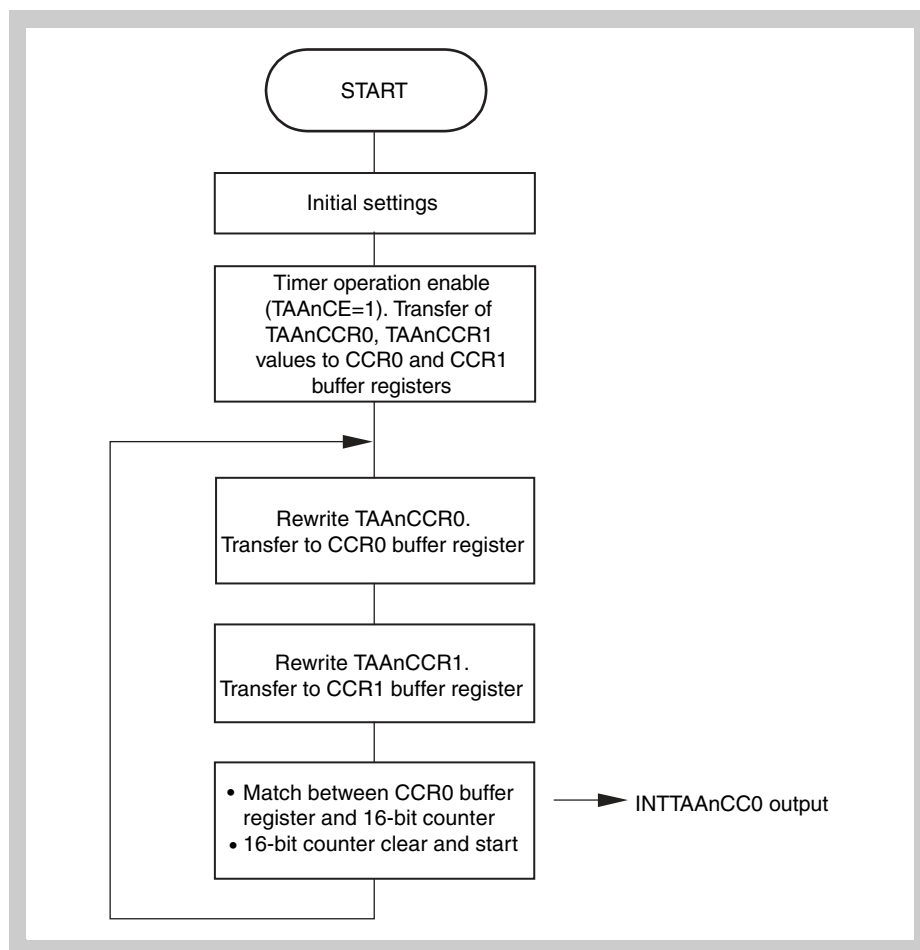 START
Initial settings
Timer operation enable
(TAAnCE=1). Transfer of
TAAnCCR0, TAAnCCR1
values to CCR0 and CCR1
buffer registers
Rewrite TAAnCCR0.
Transfer to CCR0 buffer register
Rewrite TAAnCCR1.
Transfer to CCR1 buffer register
• Match between CCR0 buffer
register and 16-bit counter
• 16-bit counter clear and start
INTTAAnCC0 output